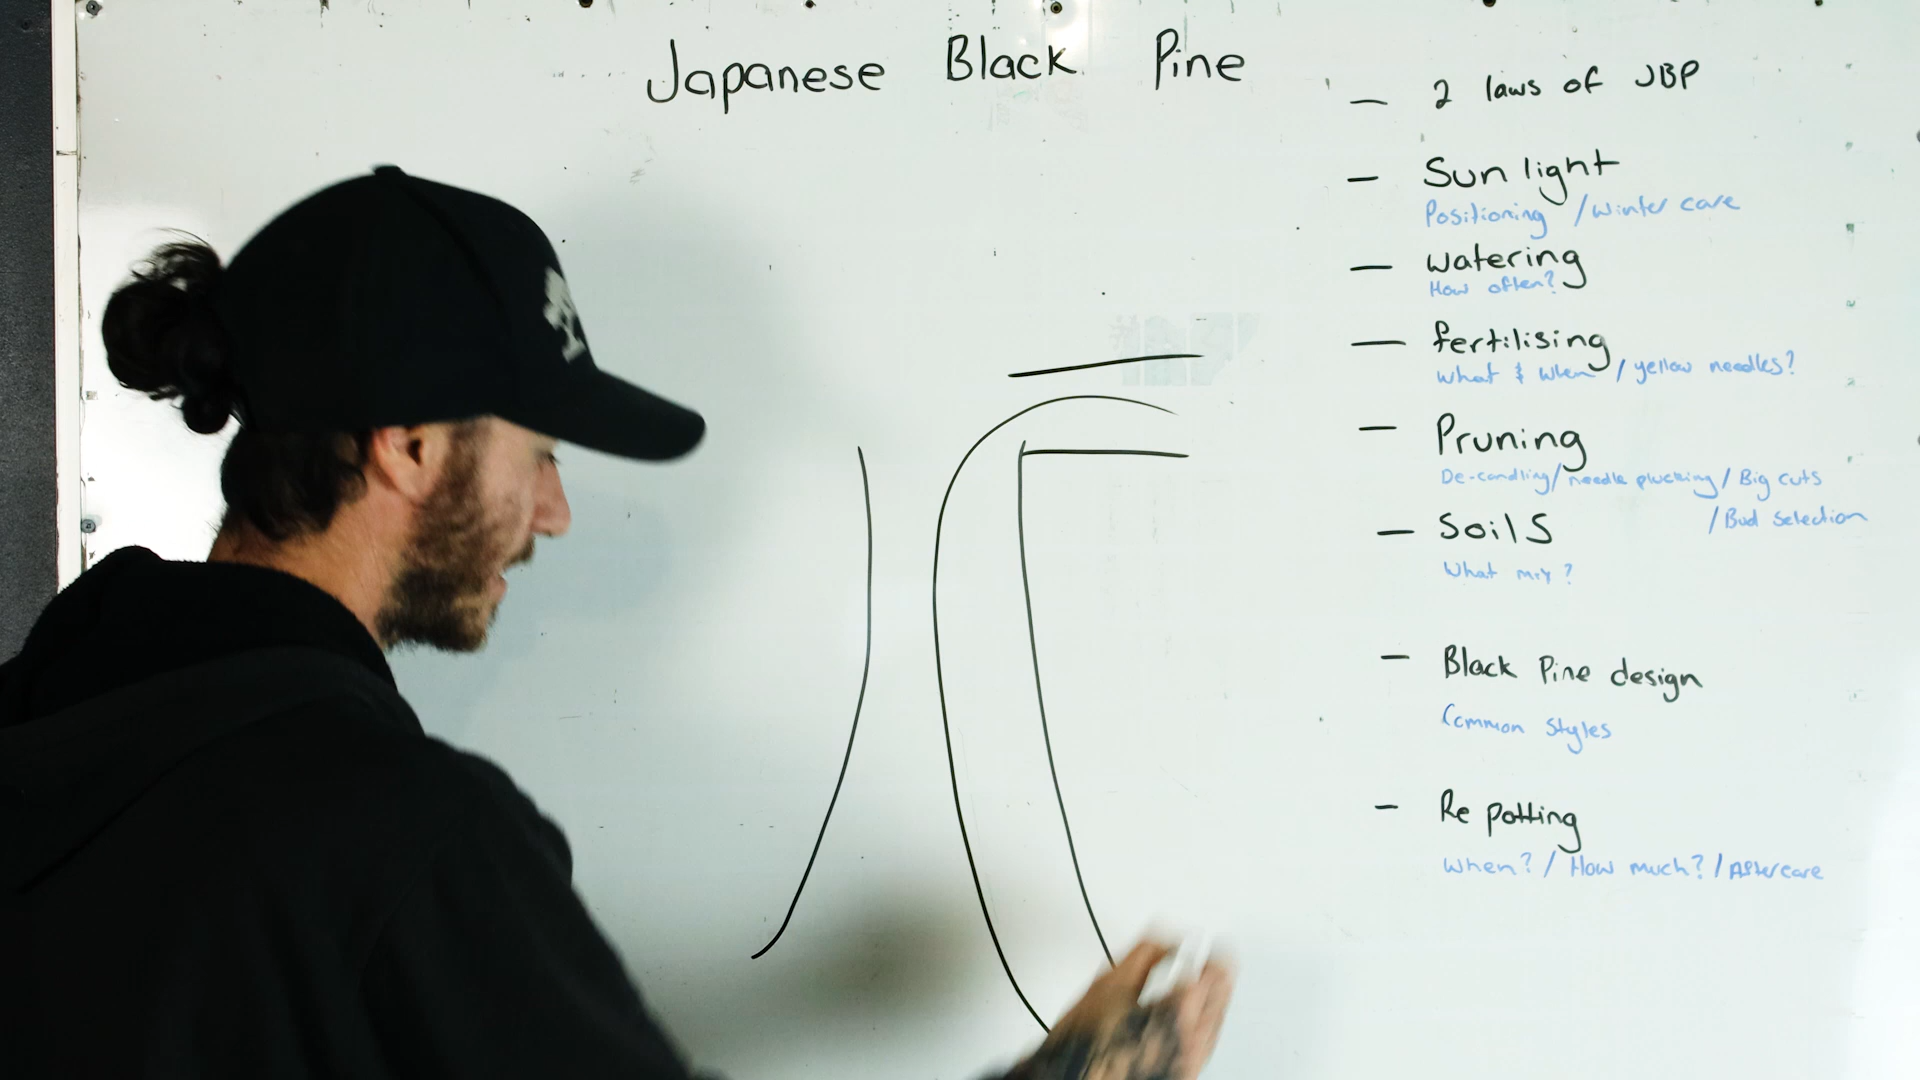 Japanese Black Pine
— 2 laws of JBP
— Sun light
Positioning / Winter care
— Watering
How often?
— fertilising
What & When / yellow needles?
— Pruning
De-candling / needle plucking / Big cuts
/ Bud Selection
— Soils
What mix?
— Black Pine design
Common Styles
— Re potting
When? / How much? / Aftercare